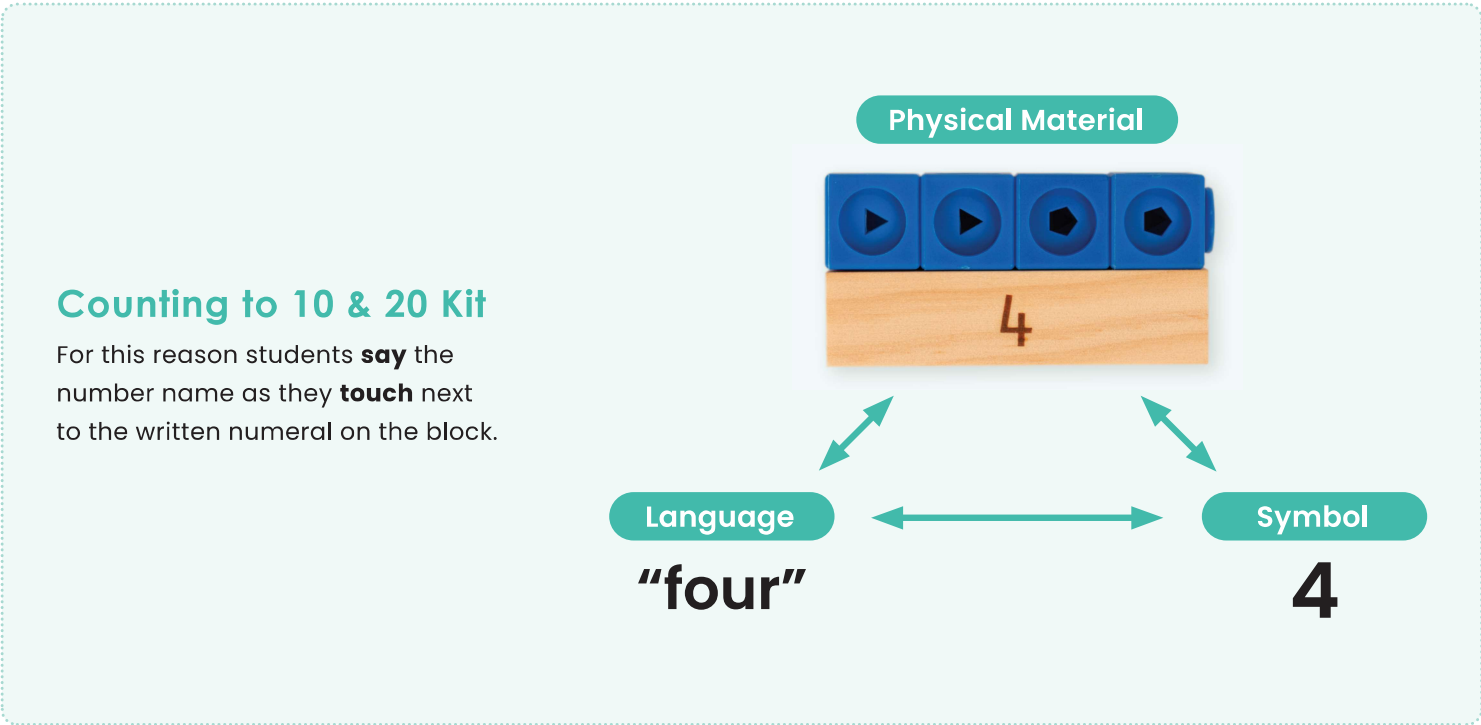 Physical Material
4
Counting to 10 & 20 Kit
For this reason students say the
number name as they touch next
to the written numeral on the block.
Language
Symbol
“four”
4